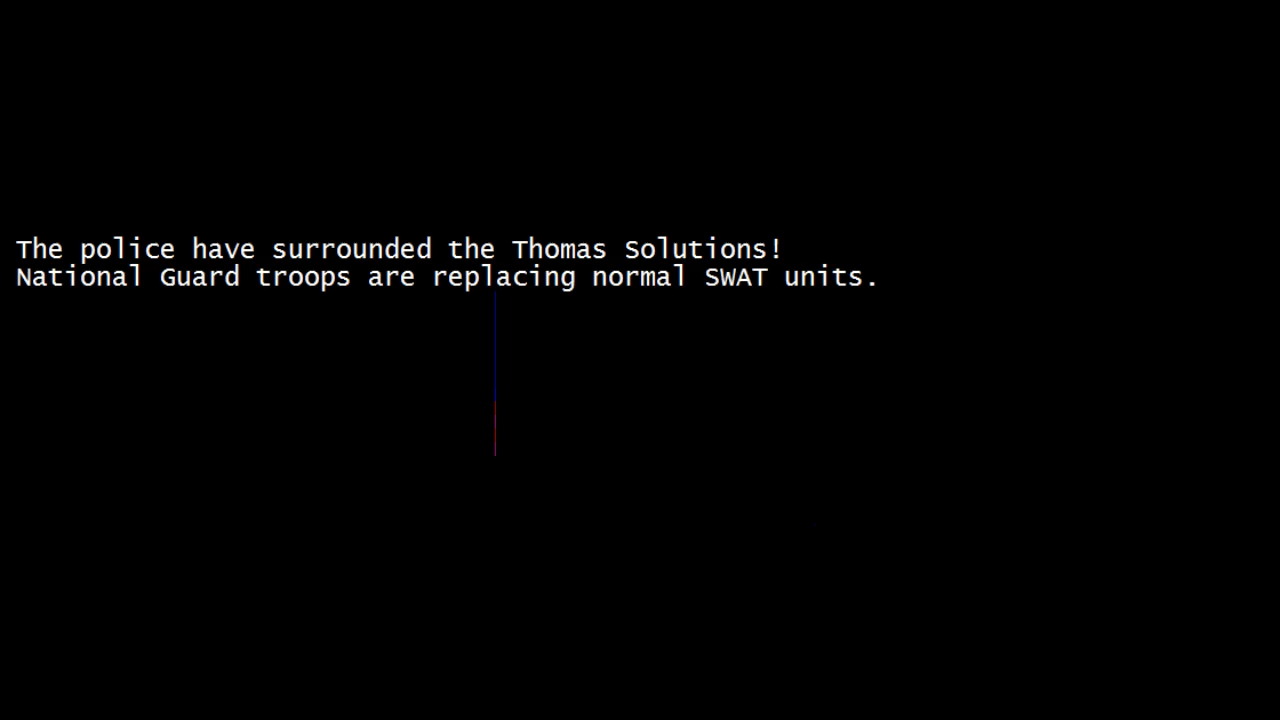 The police have surrounded the Thomas Solutions!
National Guard troops are replacing normal SWAT units.